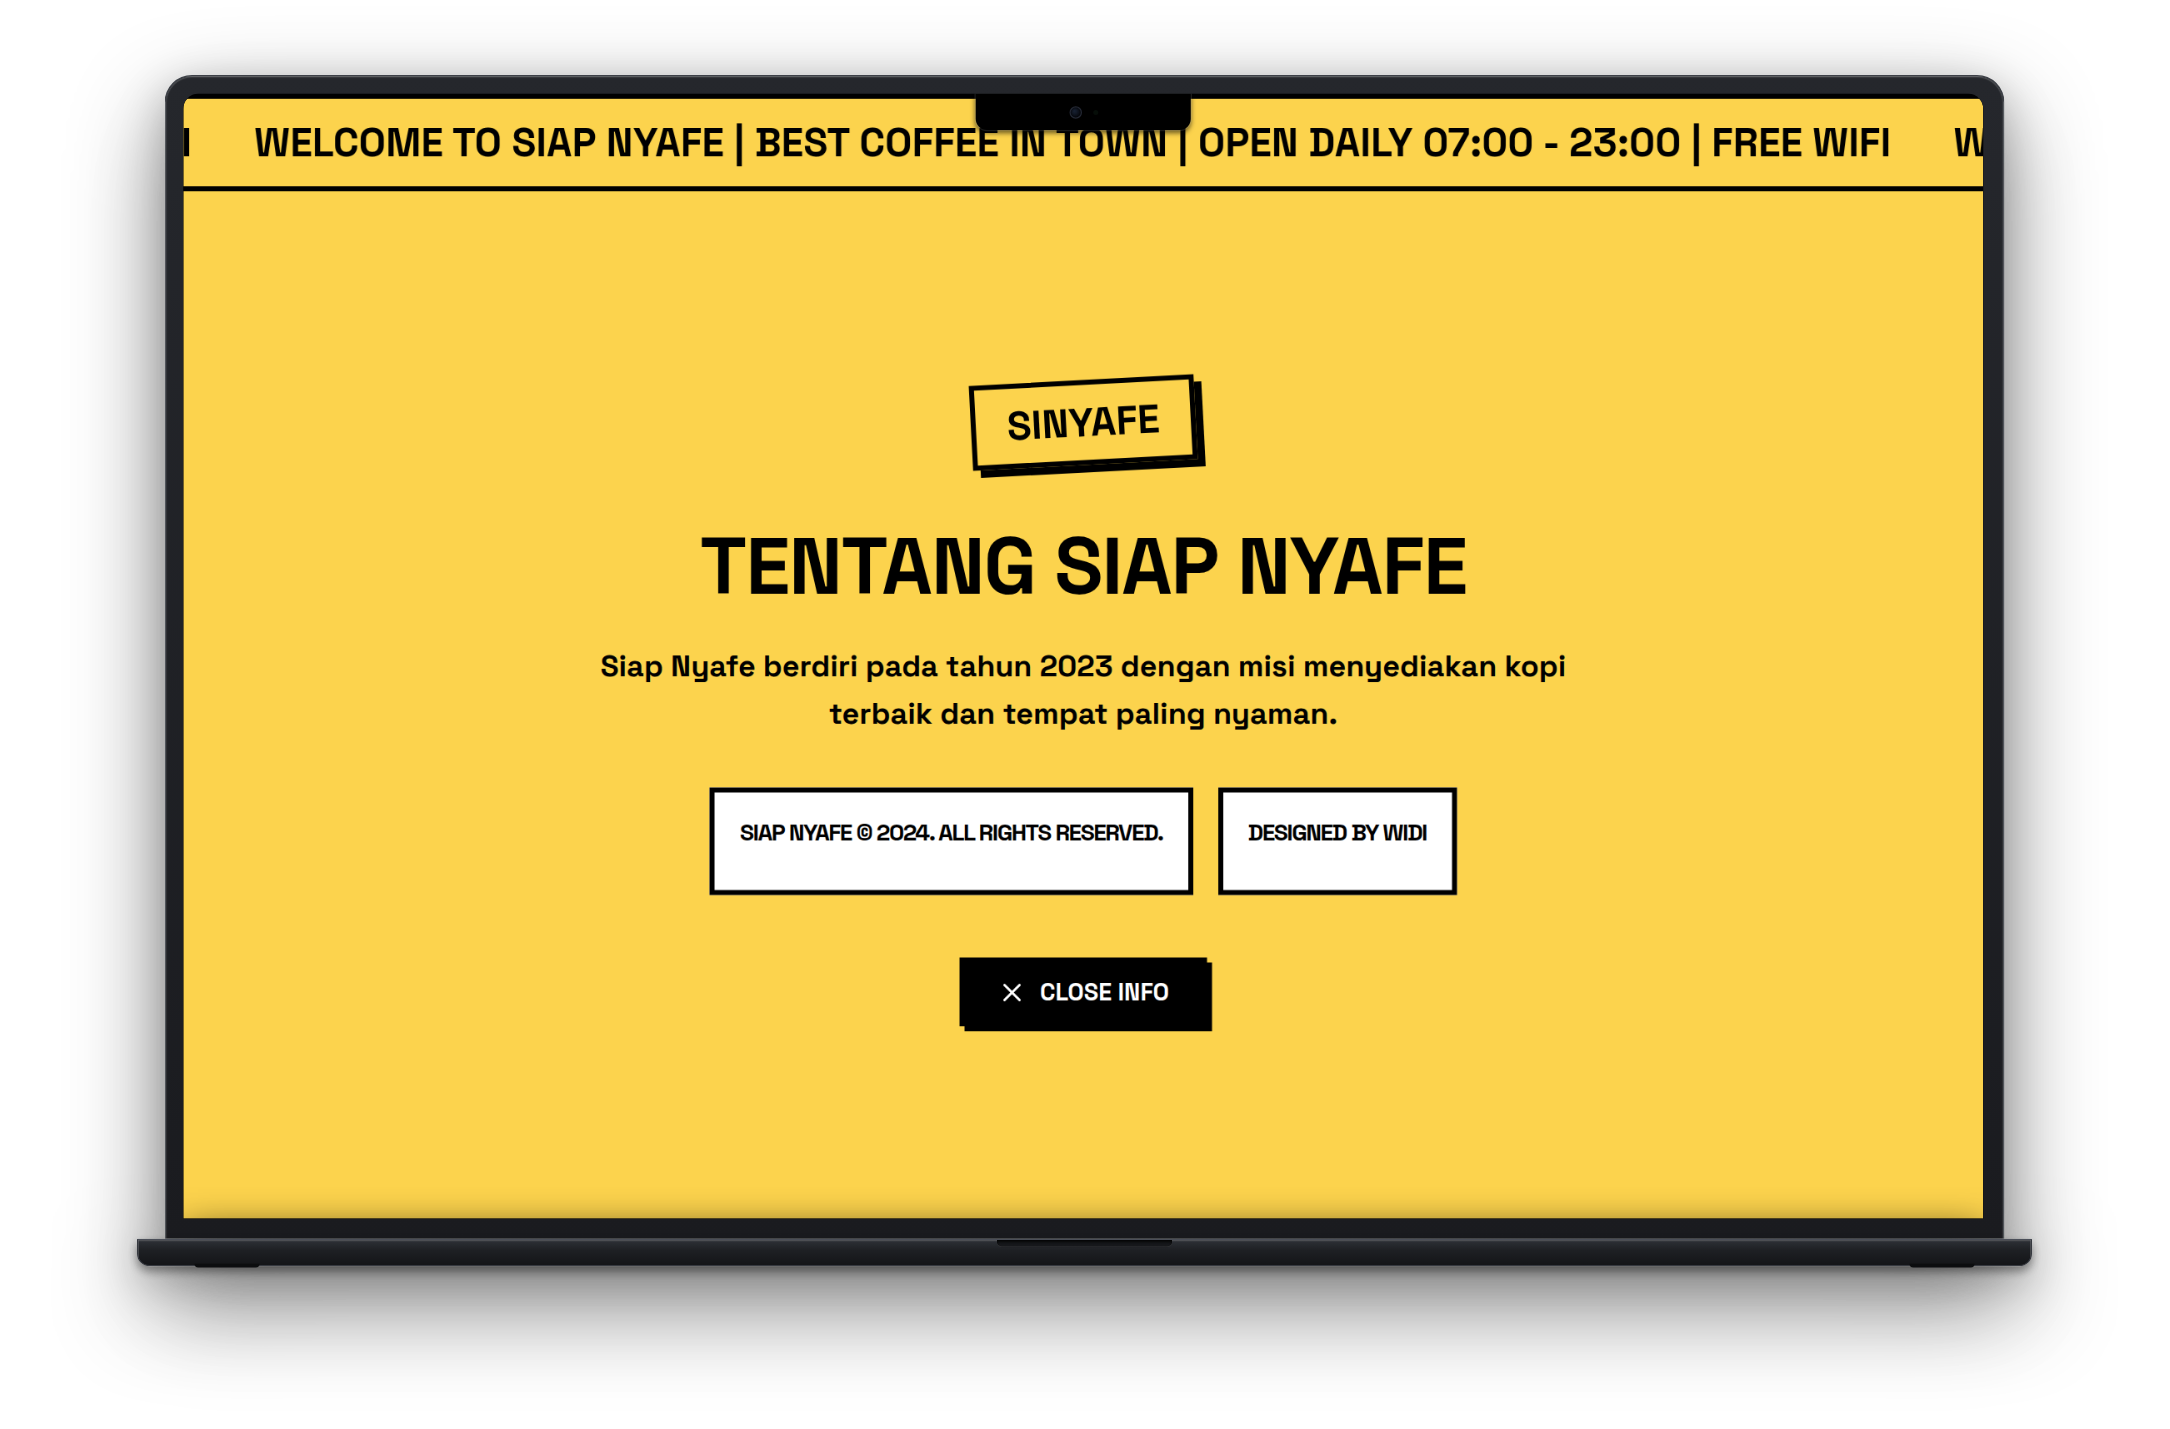 WELCOME TO SIAP NYAFE | BEST COFFEE IN TOWN | OPEN DAILY 07:00 - 23:00 | FREE WIFI
SINYAFE
TENTANG SIAP NYAFE
Siap Nyafe berdiri pada tahun 2023 dengan misi menyediakan kopi
terbaik dan tempat paling nyaman.
SIAP NYAFE © 2024. ALL RIGHTS RESERVED.
DESIGNED BY WIDI
CLOSE INFO